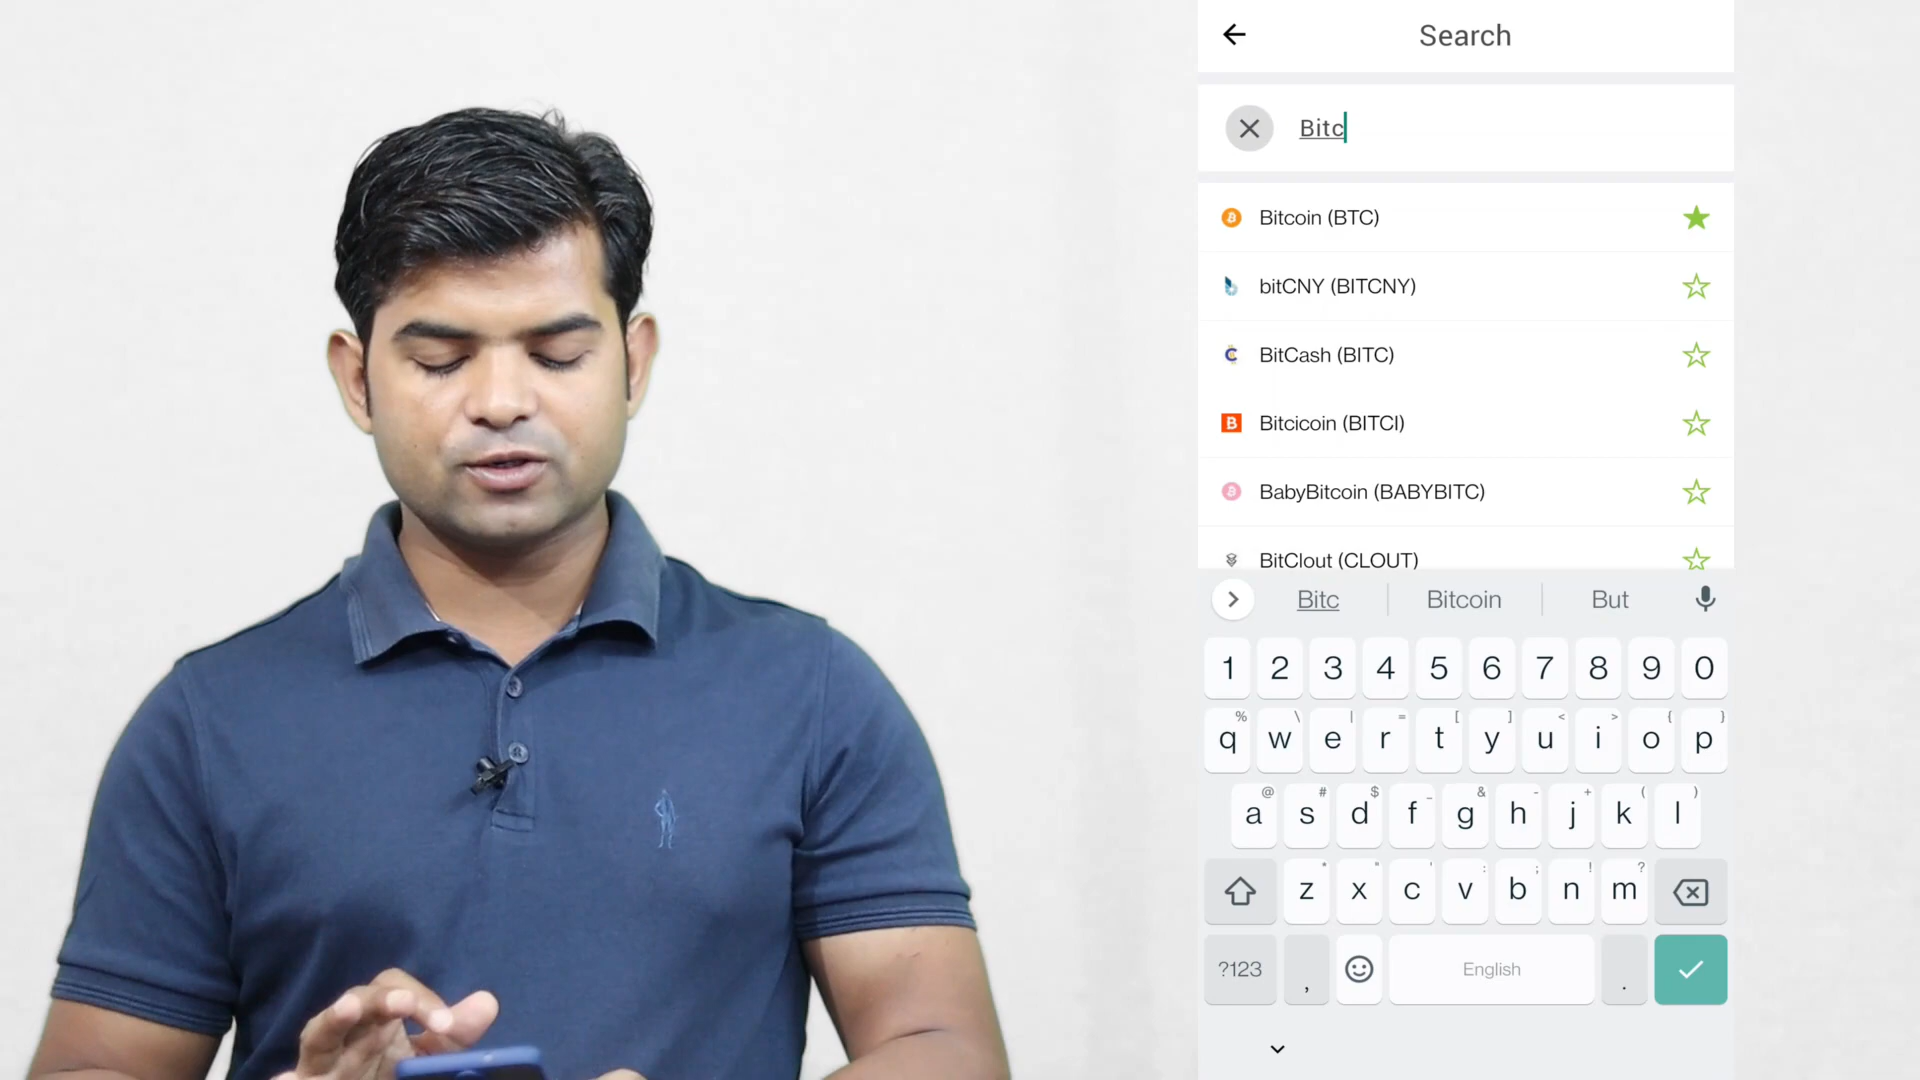 Search
Bitc
Bitcoin (BTC)
bitCNY (BITCNY)
BitCash (BITC)
Bitcicoin (BITCI)
BabyBitcoin (BABYBITC)
BitClout (CLOUT)
Bitc Bitcoin But
1 2 3 4 5 6 7 8 9 0
% \ | = [ ] < > { }
q w e r t y u i o p
@ # $ _ & - + ( )
a s d f g h j k l
* " ' : ; ! ?
z x c v b n m
?123 , English .